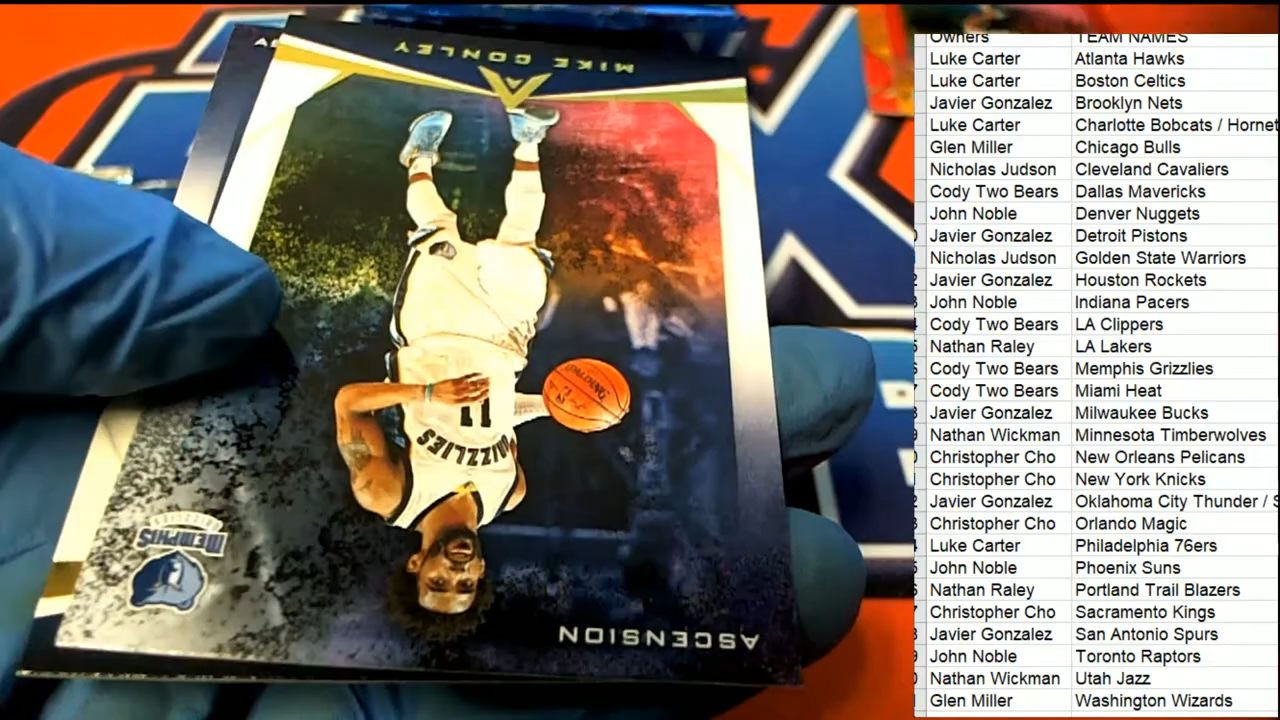 MIKE CONLEY
SPALDING
11
GRIZZLIES
MEMPHIS
GRIZZLIES
ASCENSION
Owners TEAM NAMES
Luke Carter Atlanta Hawks
Luke Carter Boston Celtics
Javier Gonzalez Brooklyn Nets
Luke Carter Charlotte Bobcats / Hornet
Glen Miller Chicago Bulls
Nicholas Judson Cleveland Cavaliers
Cody Two Bears Dallas Mavericks
John Noble Denver Nuggets
Javier Gonzalez Detroit Pistons
Nicholas Judson Golden State Warriors
Javier Gonzalez Houston Rockets
John Noble Indiana Pacers
Cody Two Bears LA Clippers
Nathan Raley LA Lakers
Cody Two Bears Memphis Grizzlies
Cody Two Bears Miami Heat
Javier Gonzalez Milwaukee Bucks
Nathan Wickman Minnesota Timberwolves
Christopher Cho New Orleans Pelicans
Christopher Cho New York Knicks
Javier Gonzalez Oklahoma City Thunder /
Christopher Cho Orlando Magic
Luke Carter Philadelphia 76ers
John Noble Phoenix Suns
Nathan Raley Portland Trail Blazers
Christopher Cho Sacramento Kings
Javier Gonzalez San Antonio Spurs
John Noble Toronto Raptors
Nathan Wickman Utah Jazz
Glen Miller Washington Wizards